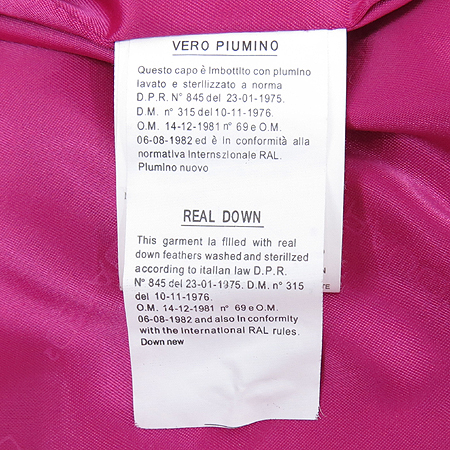 VERO PIUMINO
Questo capo è imbottito con piumino
lavato e sterilizzato a norma
D.P.R. N° 845 del 23-01-1975.
D.M. n° 315 del 10-11-1976.
O.M. 14-12-1981 n° 69 e O.M.
06-08-1982 ed è in conformità alla
normativa Internszionale RAL.
Piumino nuovo
REAL DOWN
This garment la filled with real
down feathers washed and sterilized
according to italian law D.P.R.
N° 845 del 23-01-1975. D.M. n° 315
del 10-11-1976.
O.M. 14-12-1981 n° 69 e O.M.
06-08-1982 and also in conformity
with the International RAL rules.
Down new